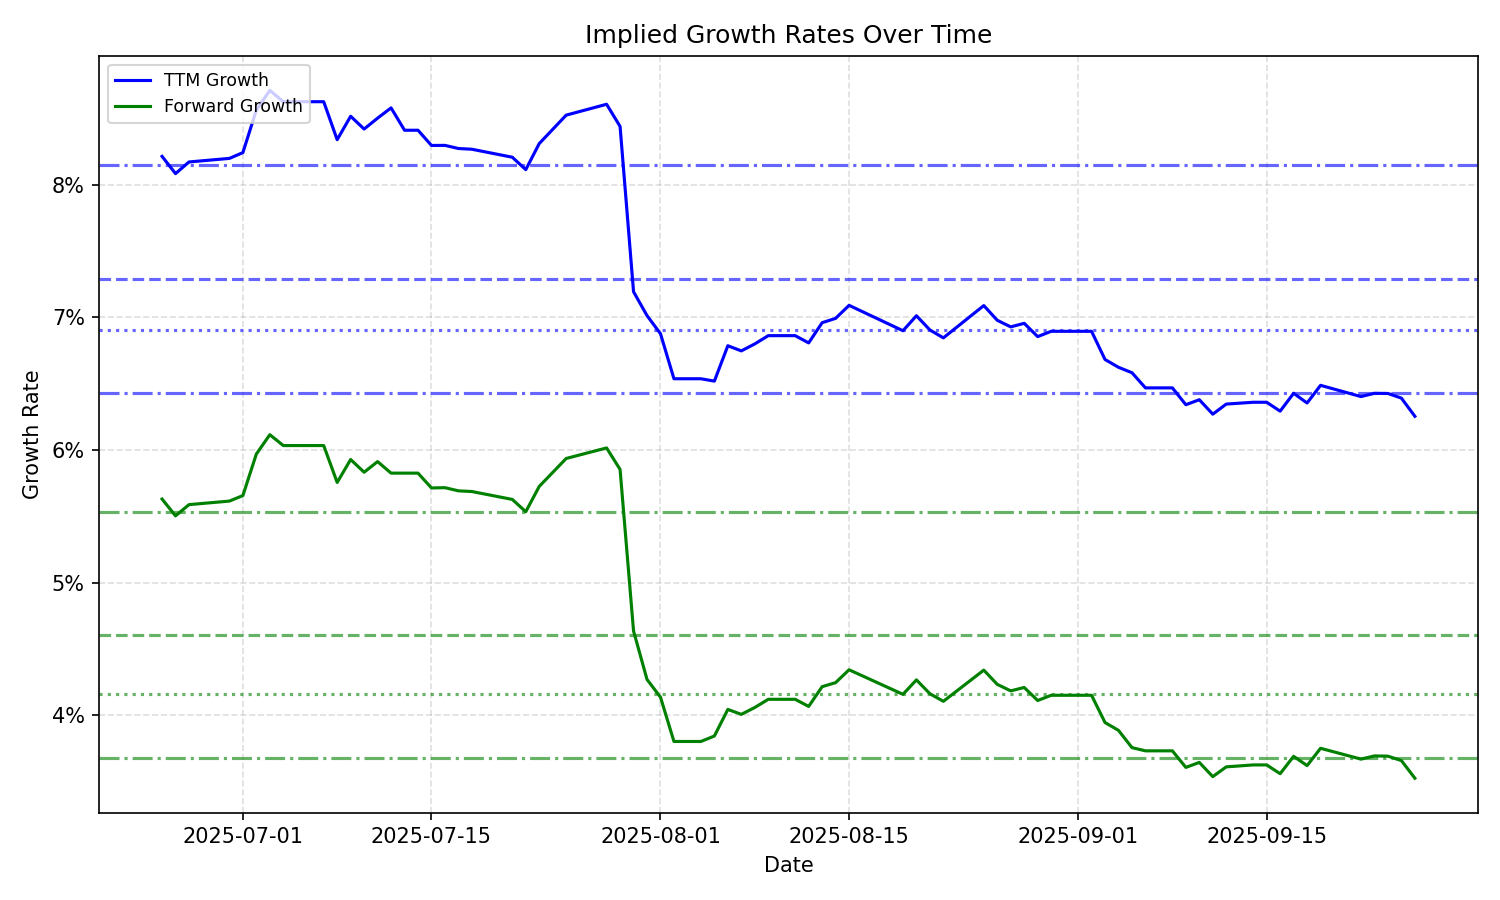 Implied Growth Rates Over Time
TTM Growth
Forward Growth
Growth Rate
8%
7%
6%
5%
4%
2025-07-01
2025-07-15
2025-08-01
2025-08-15
2025-09-01
2025-09-15
Date